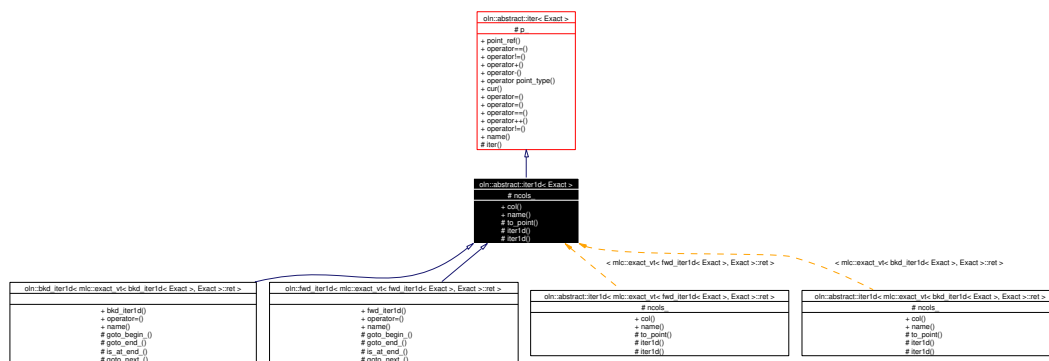 oln::abstract::iter< Exact >
# p_
+ point_ref()
+ operator==()
+ operator!=()
+ operator+()
+ operator-()
+ operator point_type()
+ cur()
+ operator=()
+ operator=()
+ operator==()
+ operator++()
+ operator!=()
+ name()
# iter()
oln::abstract::iter1d< Exact >
# ncols_
+ col()
+ name()
# to_point()
# iter1d()
# iter1d()
< mlc::exact_vt< fwd_iter1d< Exact >, Exact >::ret >
< mlc::exact_vt< bkd_iter1d< Exact >, Exact >::ret >
oln::bkd_iter1d< mlc::exact_vt< bkd_iter1d< Exact >, Exact >::ret >
+ bkd_iter1d()
+ operator=()
+ name()
# goto_begin_()
# goto_end_()
# is_at_end_()
# goto_next_()
oln::fwd_iter1d< mlc::exact_vt< fwd_iter1d< Exact >, Exact >::ret >
+ fwd_iter1d()
+ operator=()
+ name()
# goto_begin_()
# goto_end_()
# is_at_end_()
# goto_next_()
oln::abstract::iter1d< mlc::exact_vt< fwd_iter1d< Exact >, Exact >::ret >
# ncols_
+ col()
+ name()
# to_point()
# iter1d()
# iter1d()
oln::abstract::iter1d< mlc::exact_vt< bkd_iter1d< Exact >, Exact >::ret >
# ncols_
+ col()
+ name()
# to_point()
# iter1d()
# iter1d()